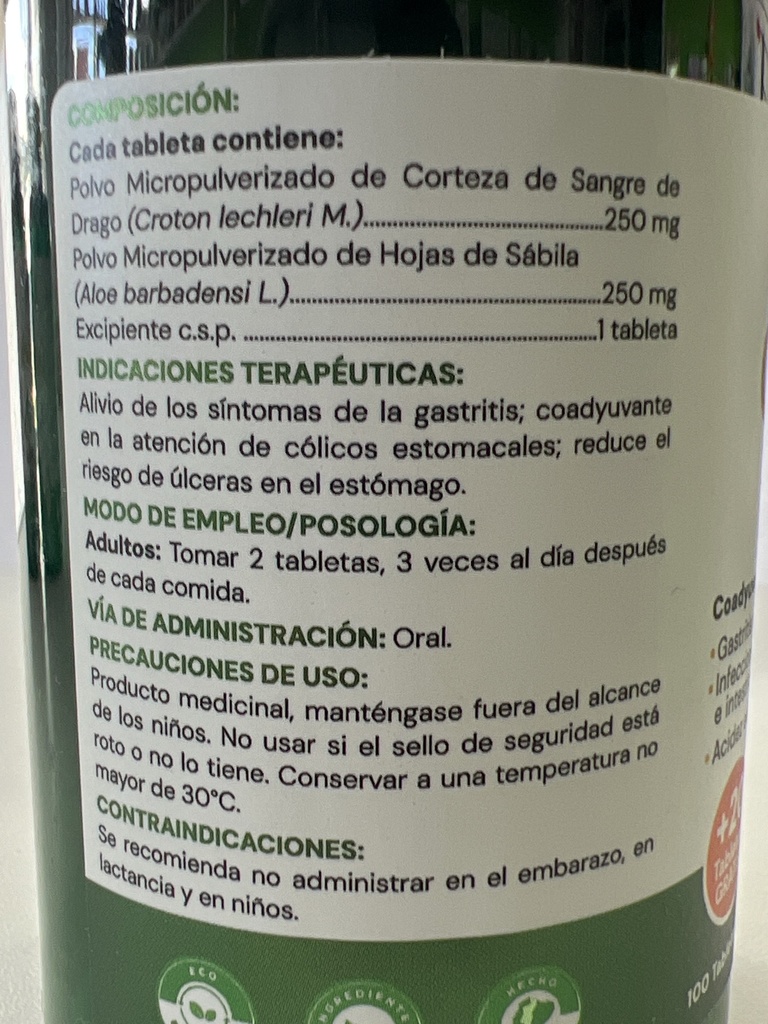 COMPOSICIÓN:
Cada tableta contiene:
Polvo Micropulverizado de Corteza de Sangre de
Drago (Croton lechleri M.)..........................................250 mg
Polvo Micropulverizado de Hojas de Sábila
(Aloe barbadensi L.)......................................................250 mg
Excipiente c.s.p. .............................................................1 tableta
INDICACIONES TERAPÉUTICAS:
Alivio de los síntomas de la gastritis; coadyuvante
en la atención de cólicos estomacales; reduce el
riesgo de úlceras en el estómago.
MODO DE EMPLEO/POSOLOGÍA:
Adultos: Tomar 2 tabletas, 3 veces al día después
de cada comida.
VÍA DE ADMINISTRACIÓN: Oral.
PRECAUCIONES DE USO:
Producto medicinal, manténgase fuera del alcance
de los niños. No usar si el sello de seguridad está
roto o no lo tiene. Conservar a una temperatura no
mayor de 30°C.
CONTRAINDICACIONES:
Se recomienda no administrar en el embarazo, en
lactancia y en niños.
ECO
INGREDIENTE
HECHO
e
100